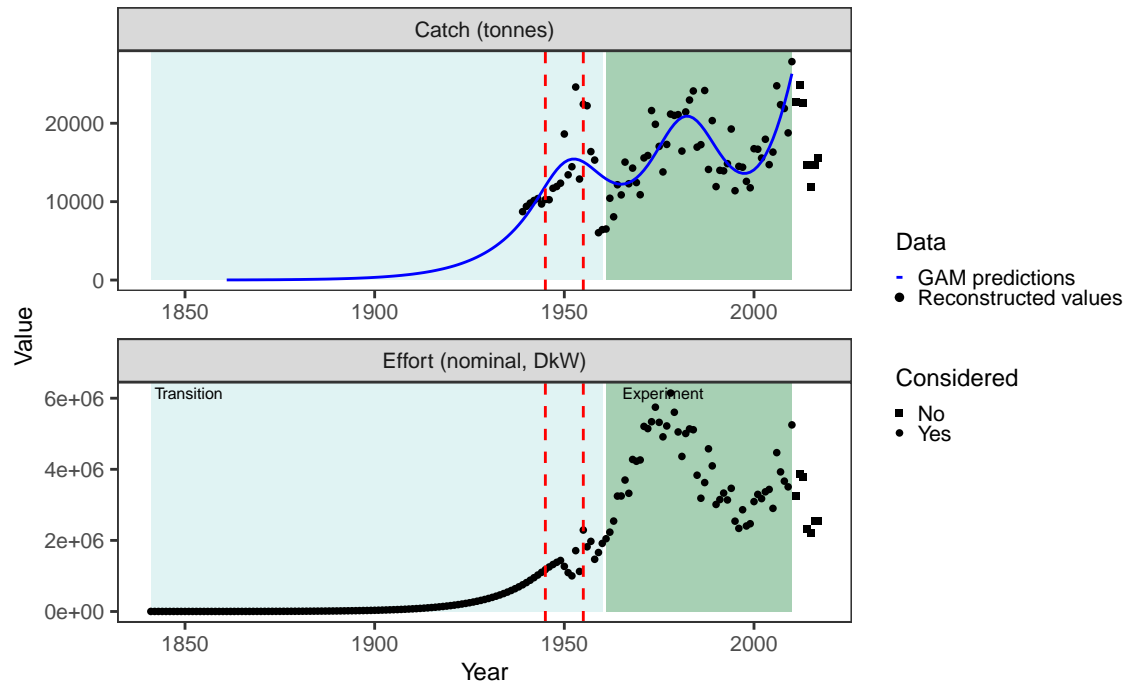 Catch (tonnes)
20000
10000
0
1850 1900 1950 2000
Value
Effort (nominal, DkW)
Transition Experiment
6e+06
4e+06
2e+06
0e+00
1850 1900 1950 2000
Year
Data
GAM predictions
Reconstructed values
Considered
No
Yes